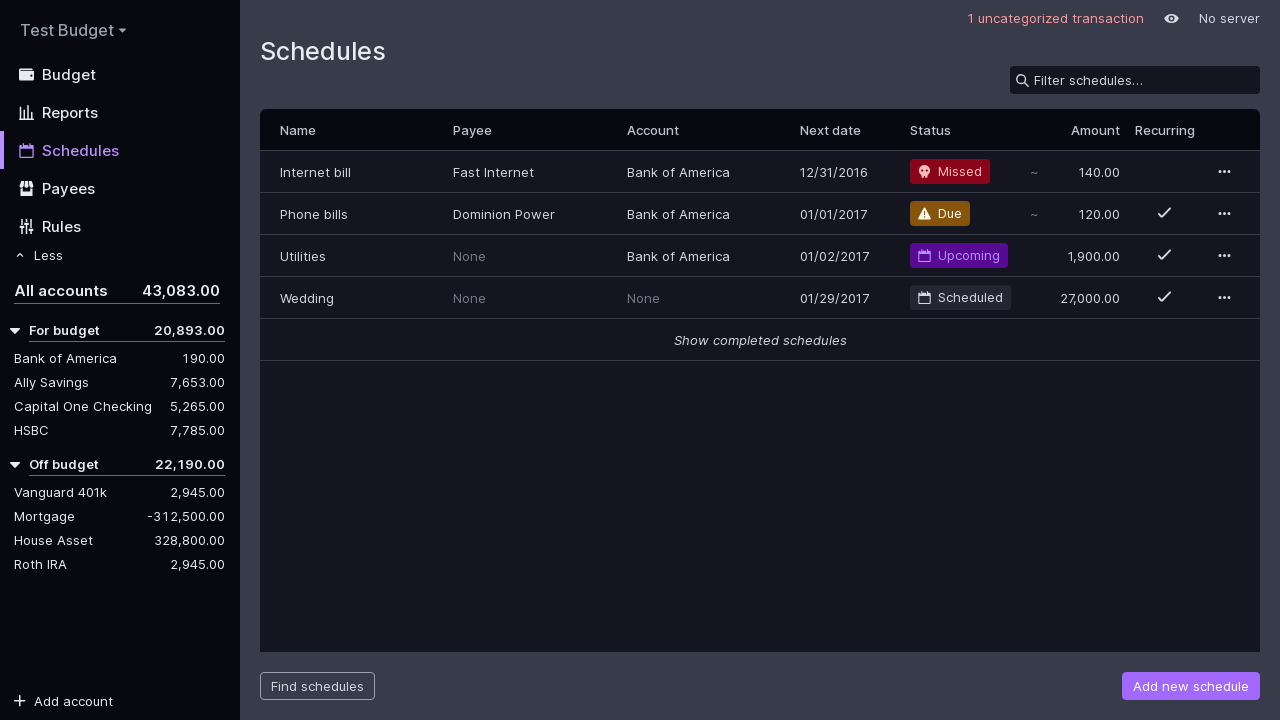 Test Budget
1 uncategorized transaction No server
Schedules
Filter schedules...
Budget
Reports
Schedules
Payees
Rules
Less
All accounts 43,083.00
For budget 20,893.00
Bank of America 190.00
Ally Savings 7,653.00
Capital One Checking 5,265.00
HSBC 7,785.00
Off budget 22,190.00
Vanguard 401k 2,945.00
Mortgage -312,500.00
House Asset 328,800.00
Roth IRA 2,945.00
Add account
Name Payee Account Next date Status Amount Recurring
Internet bill Fast Internet Bank of America 12/31/2016 Missed ~ 140.00
Phone bills Dominion Power Bank of America 01/01/2017 Due ~ 120.00
Utilities None Bank of America 01/02/2017 Upcoming 1,900.00
Wedding None None 01/29/2017 Scheduled 27,000.00
Show completed schedules
Find schedules Add new schedule